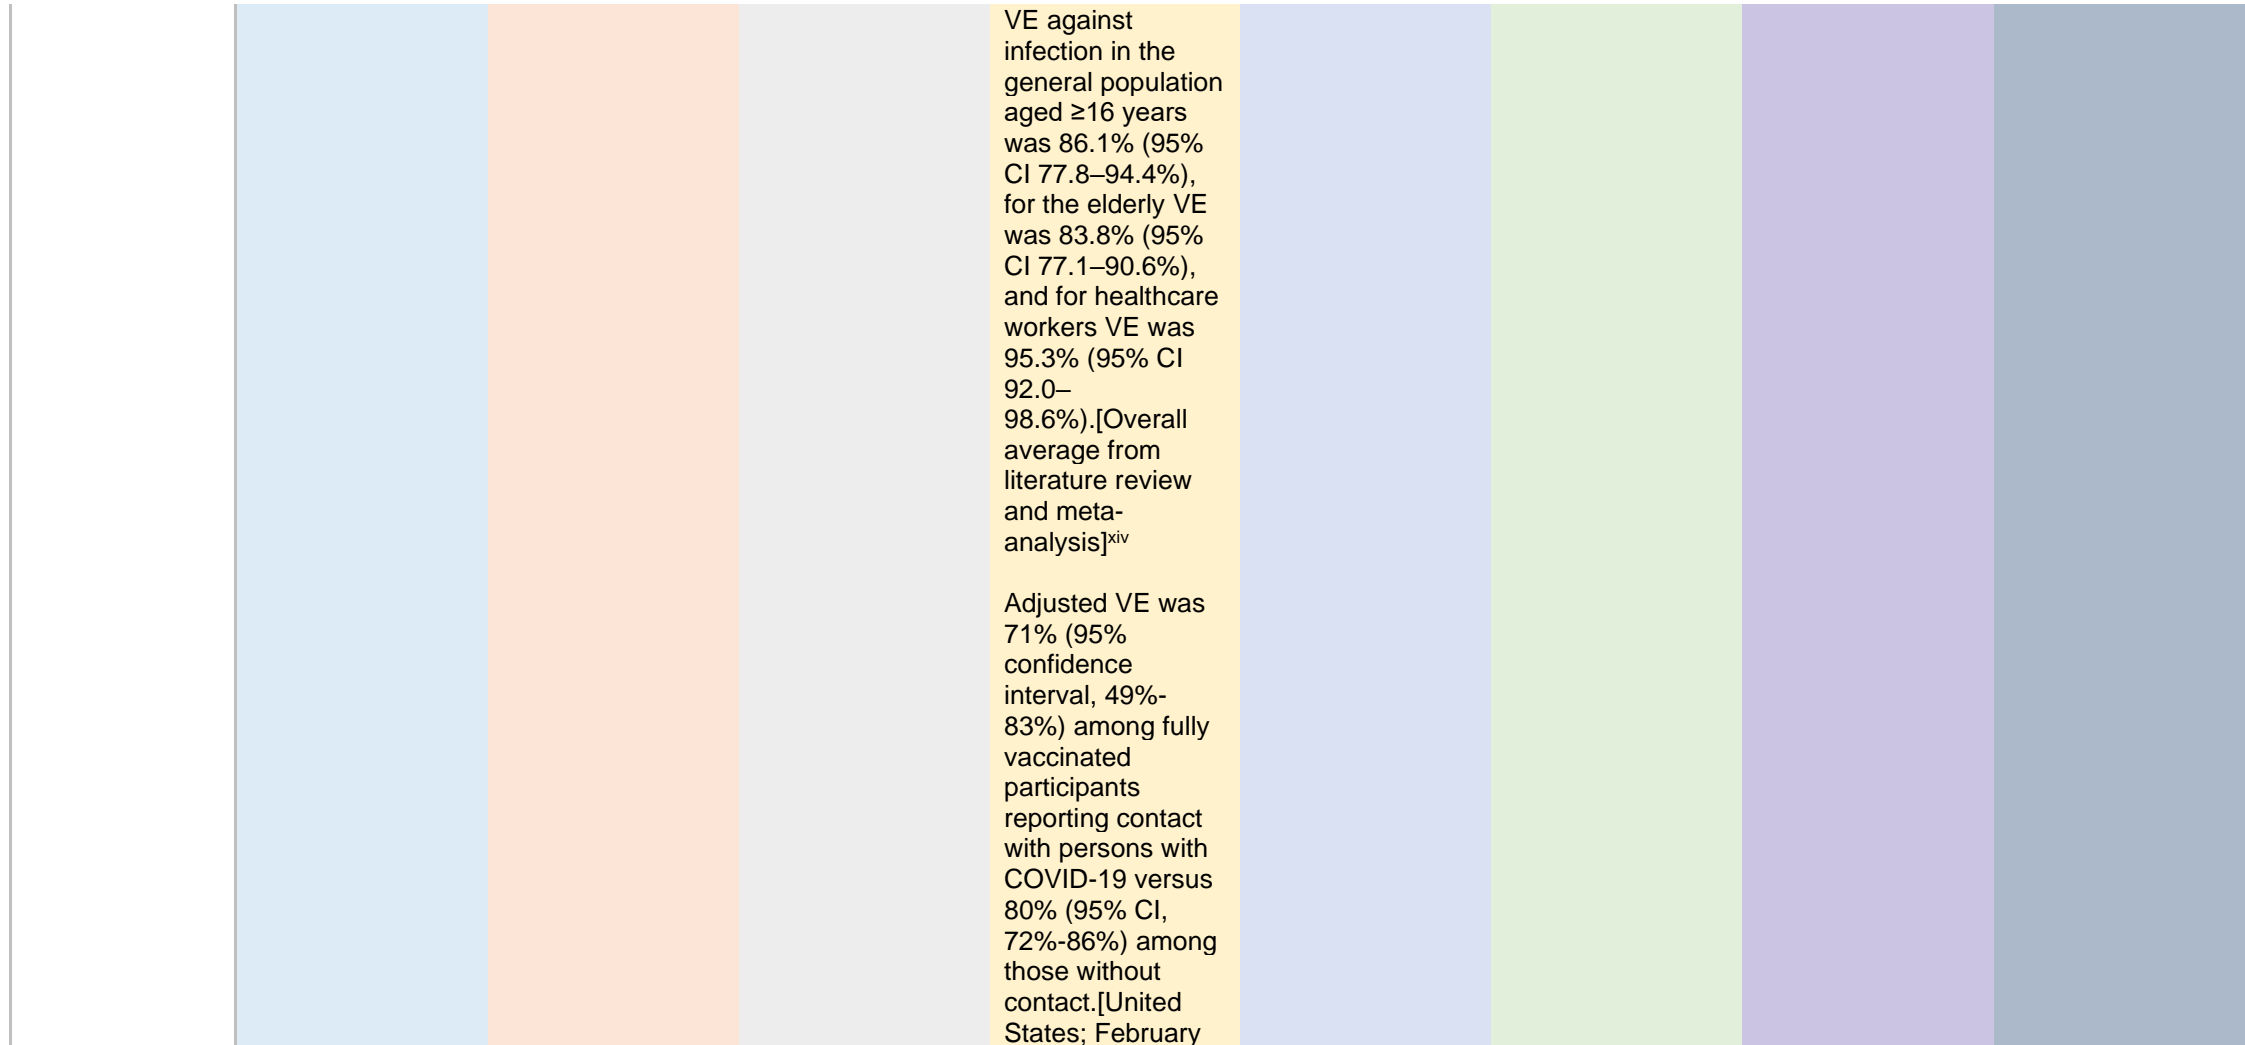 VE against
infection in the
general population
aged ≥16 years
was 86.1% (95%
CI 77.8–94.4%),
for the elderly VE
was 83.8% (95%
CI 77.1–90.6%),
and for healthcare
workers VE was
95.3% (95% CI
92.0–
98.6%).[Overall
average from
literature review
and meta-
analysis]xiv
Adjusted VE was
71% (95%
confidence
interval, 49%-
83%) among fully
vaccinated
participants
reporting contact
with persons with
COVID-19 versus
80% (95% CI,
72%-86%) among
those without
contact.[United
States; February